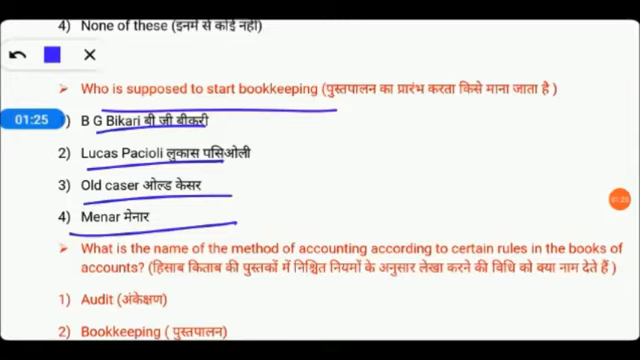 4) None of these (इनमें से कोई नही)
➢ Who is supposed to start bookkeeping (पुस्तपालन का प्रारंभ करता किसे माना जाता है )
01:25
) B G Bikari बी जी बीकरी
2) Lucas Pacioli लुकास पसिओली
3) Old caser ओल्ड केसर
01:25
4) Menar मेनार
➢ What is the name of the method of accounting according to certain rules in the books of
accounts? (हिसाब किताब की पुस्तकों में निश्चित नियमों के अनुसार लेखा करने की विधि को क्या नाम देते हैं )
1) Audit (अंकेक्षण)
2) Bookkeeping ( पुस्तपालन)